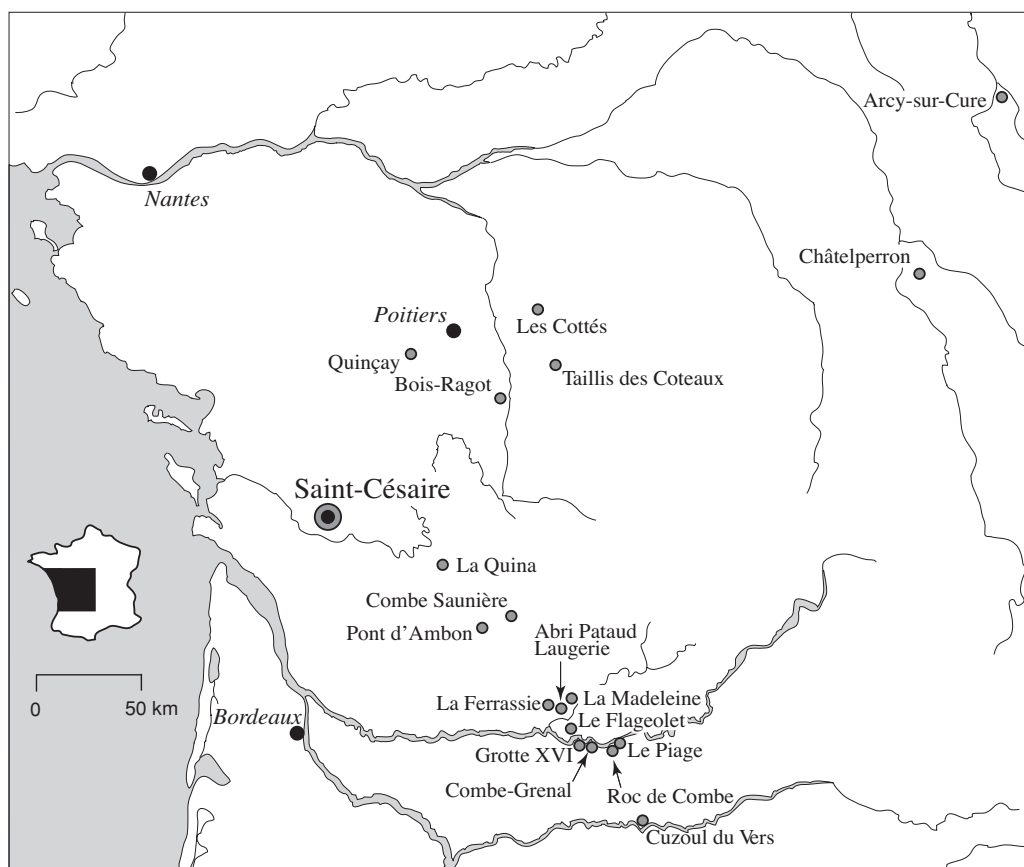 Arcy-sur-Cure
Nantes
Châtelperron
Poitiers
Les Cottés
Quinçay
Taillis des Coteaux
Bois-Ragot
Saint-Césaire
La Quina
Combe Saunière
Pont d'Ambon
Abri Pataud
Laugerie
La Ferrassie
La Madeleine
0
50 km
Bordeaux
Le Flageolet
Grotte XVI
Le Piage
Combe-Grenal
Roc de Combe
Cuzoul du Vers